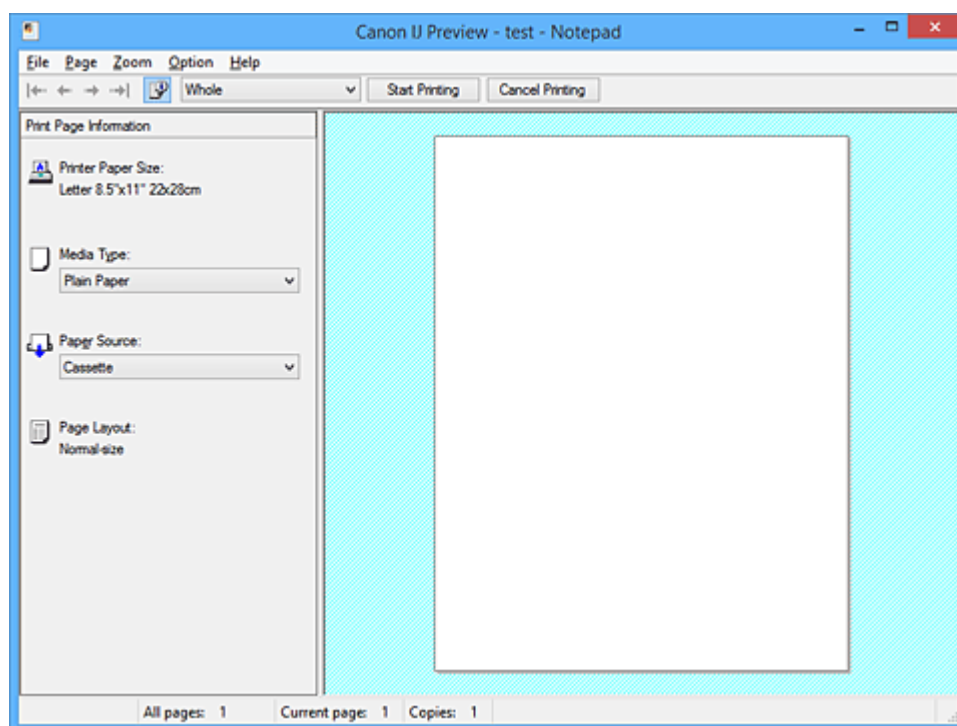 Canon IJ Preview - test - Notepad
File Page Zoom Option Help
Whole Start Printing Cancel Printing
Print Page Information
Printer Paper Size:
Letter 8.5"x11" 22x28cm
Media Type:
Plain Paper
Paper Source:
Cassette
Page Layout:
Normal-size
All pages: 1 Current page: 1 Copies: 1